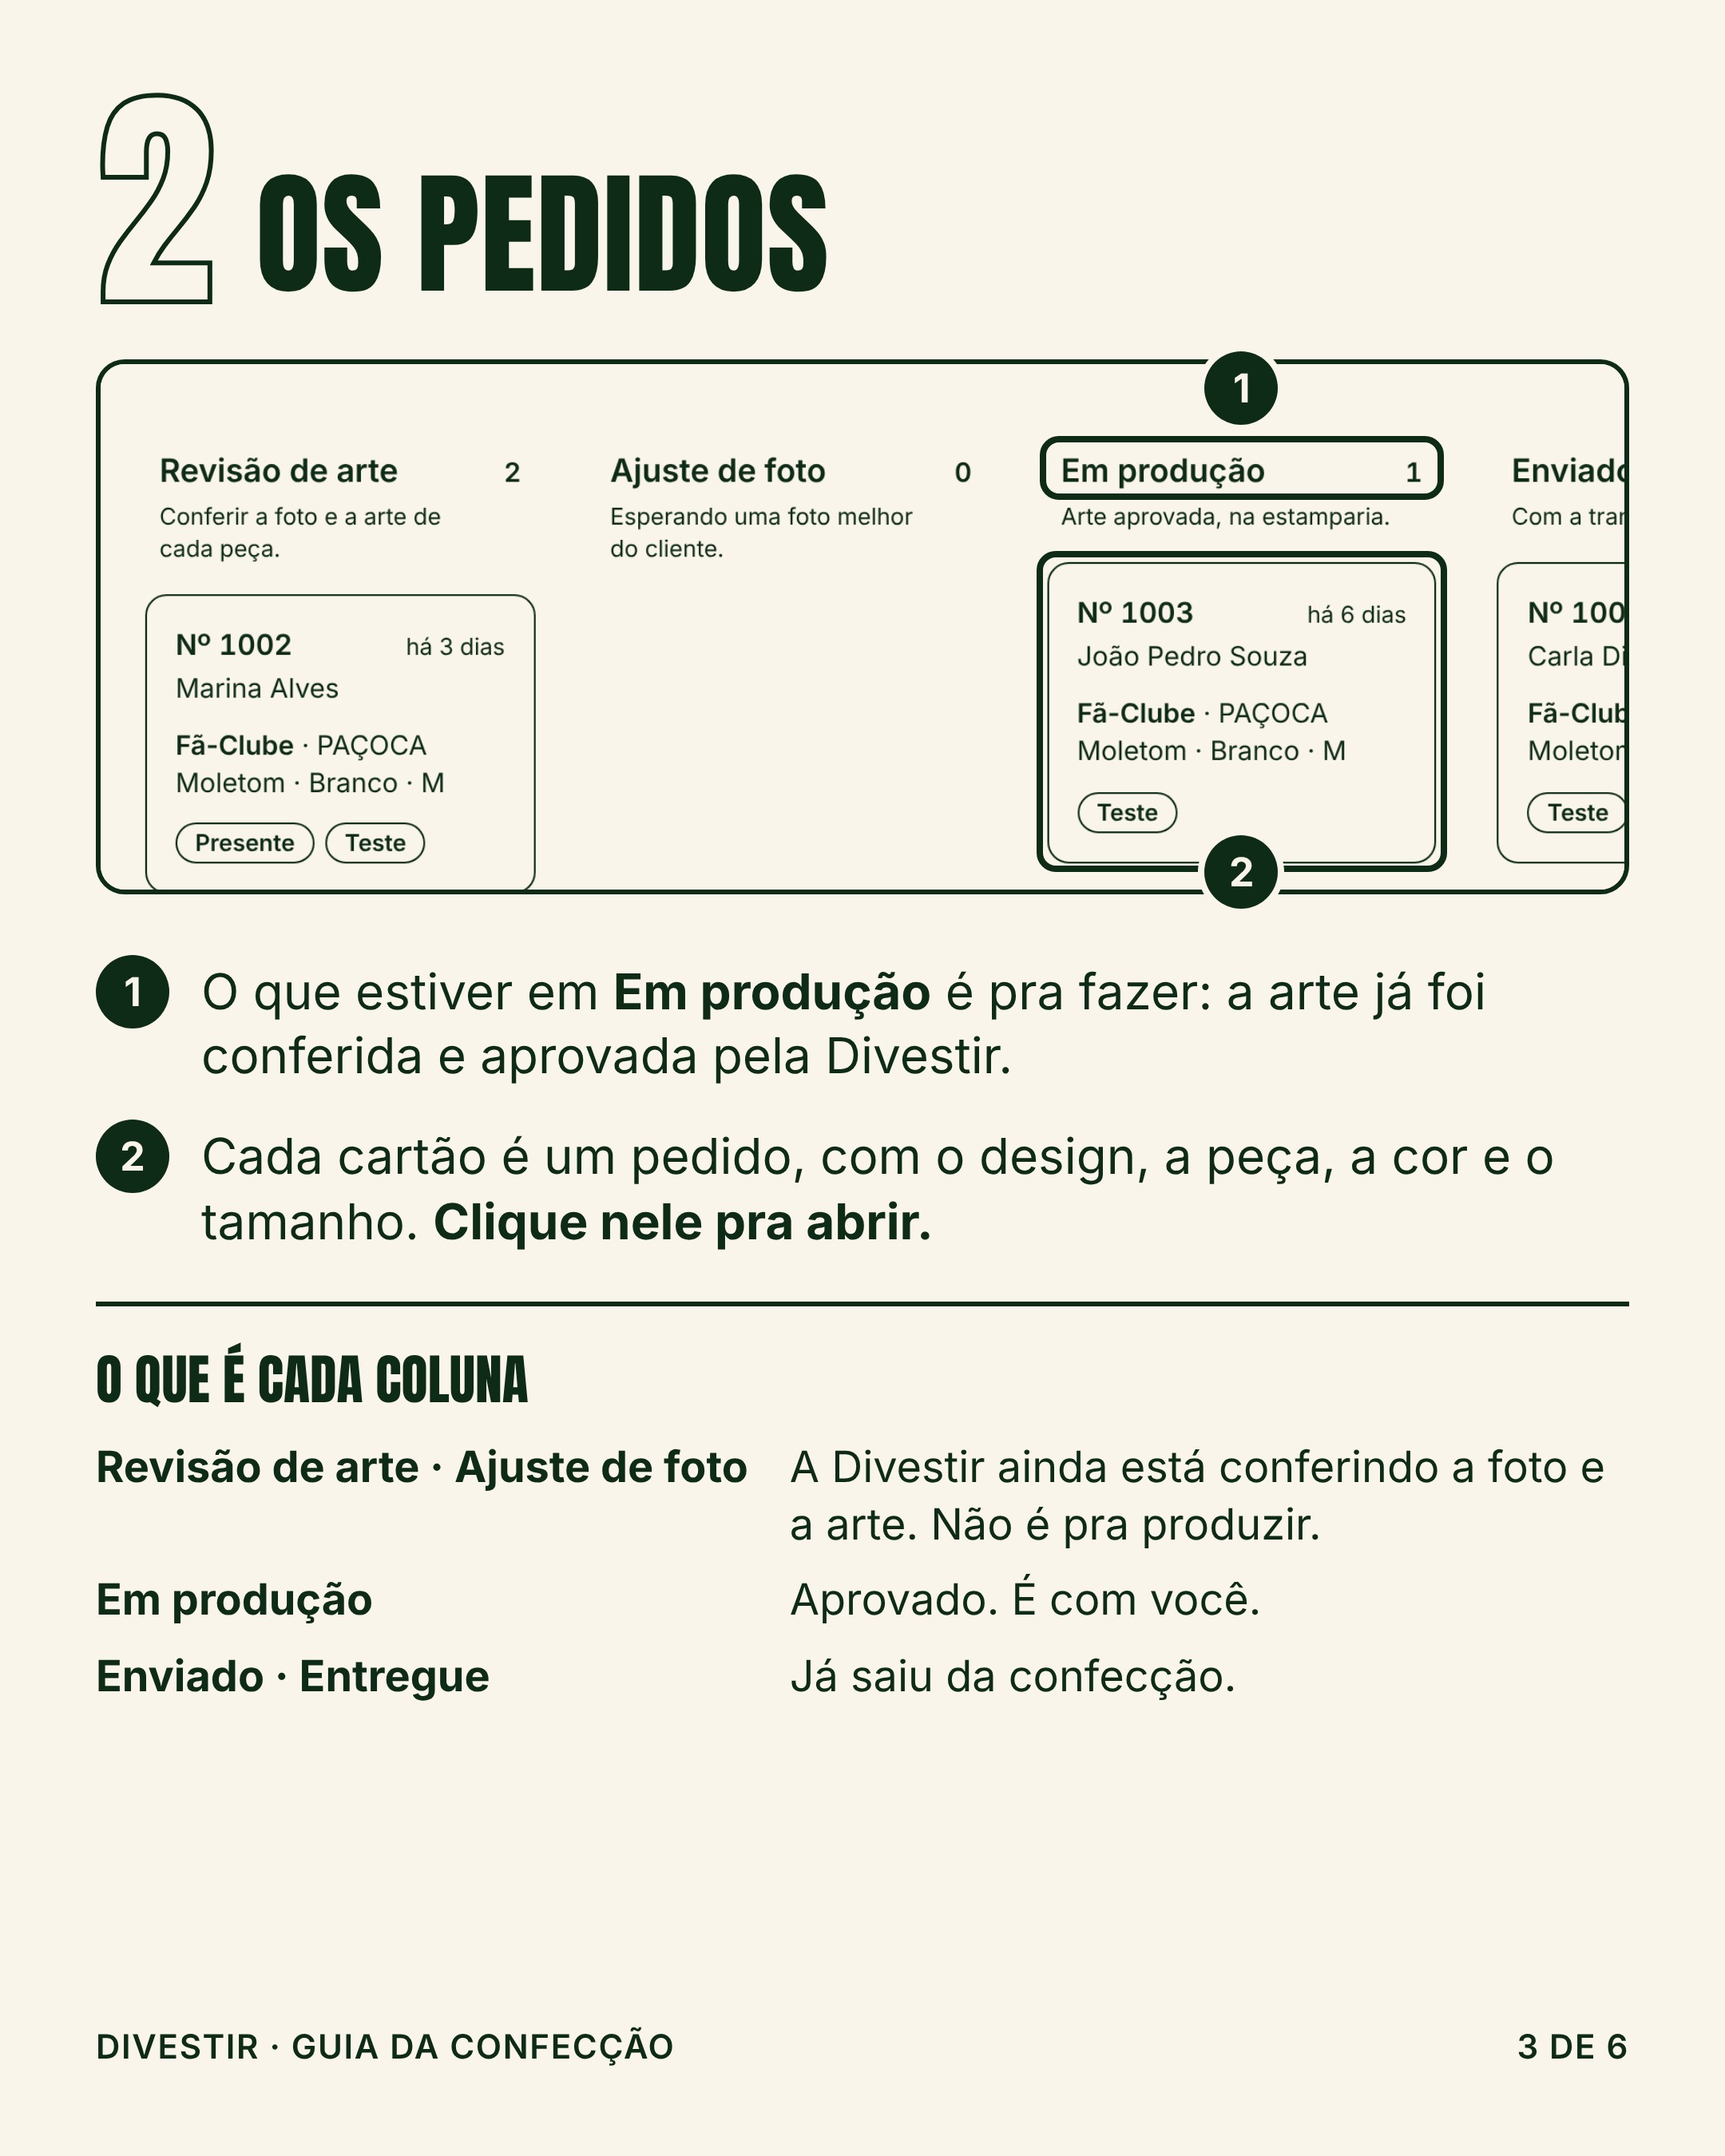 2 OS PEDIDOS
1
Revisão de arte 2
Conferir a foto e a arte de
cada peça.
Nº 1002 há 3 dias
Marina Alves
Fã-Clube · PAÇOCA
Moletom · Branco · M
Presente Teste
Ajuste de foto 0
Esperando uma foto melhor
do cliente.
Em produção 1
Arte aprovada, na estamparia.
Nº 1003 há 6 dias
João Pedro Souza
Fã-Clube · PAÇOCA
Moletom · Branco · M
Teste
2
Enviado
Com a
Nº 100
Carla
Teste
1 O que estiver em Em produção é pra fazer: a arte já foi
conferida e aprovada pela Divestir.
2 Cada cartão é um pedido, com o design, a peça, a cor e o
tamanho. Clique nele pra abrir.
O QUE É CADA COLUNA
Revisão de arte · Ajuste de foto A Divestir ainda está conferindo a foto e
a arte. Não é pra produzir.
Em produção Aprovado. É com você.
Enviado · Entregue Já saiu da confecção.
DIVESTIR · GUIA DA CONFECÇÃO 3 DE 6